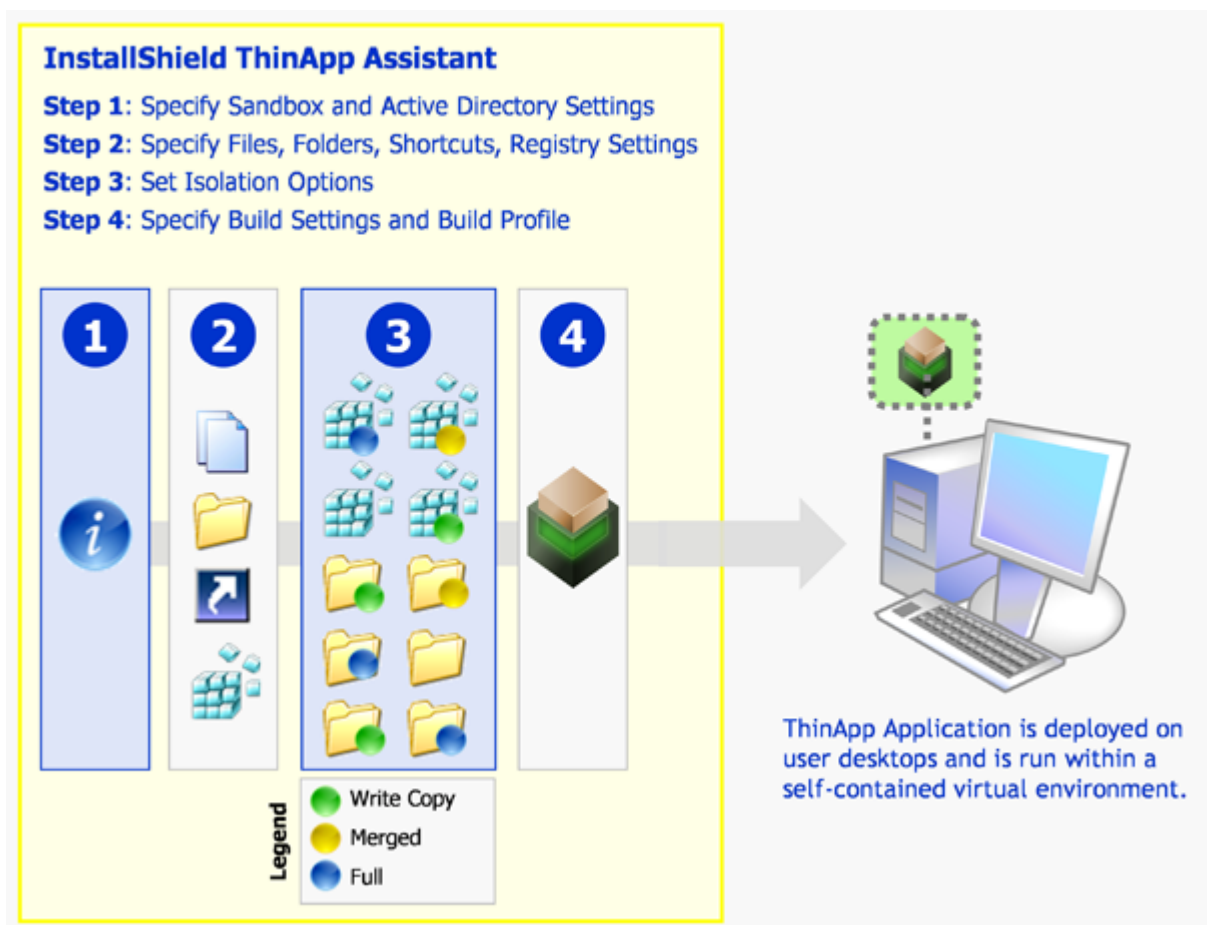 InstallShield ThinApp Assistant
Step 1: Specify Sandbox and Active Directory Settings
Step 2: Specify Files, Folders, Shortcuts, Registry Settings
Step 3: Set Isolation Options
Step 4: Specify Build Settings and Build Profile
1
2
3
4
i
Legend
Write Copy
Merged
Full
ThinApp Application is deployed on
user desktops and is run within a
self-contained virtual environment.